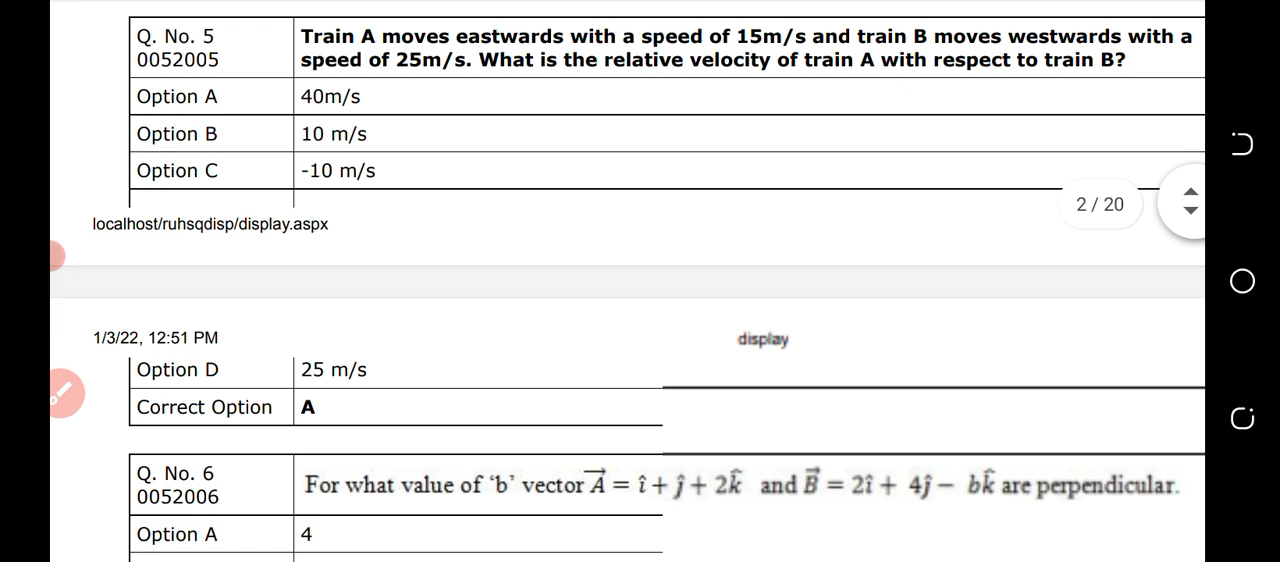 Q. No. 5
0052005
Train A moves eastwards with a speed of 15m/s and train B moves westwards with a
speed of 25m/s. What is the relative velocity of train A with respect to train B?
Option A 40m/s
Option B 10 m/s
Option C -10 m/s
2 / 20
localhost/ruhsqdisp/display.aspx
1/3/22, 12:51 PM display
Option D 25 m/s
Correct Option A
Q. No. 6
0052006
For what value of ‘b’ vector A⃗ = î + ĵ + 2k̂ and B⃗ = 2î + 4ĵ − bk̂ are perpendicular.
Option A 4